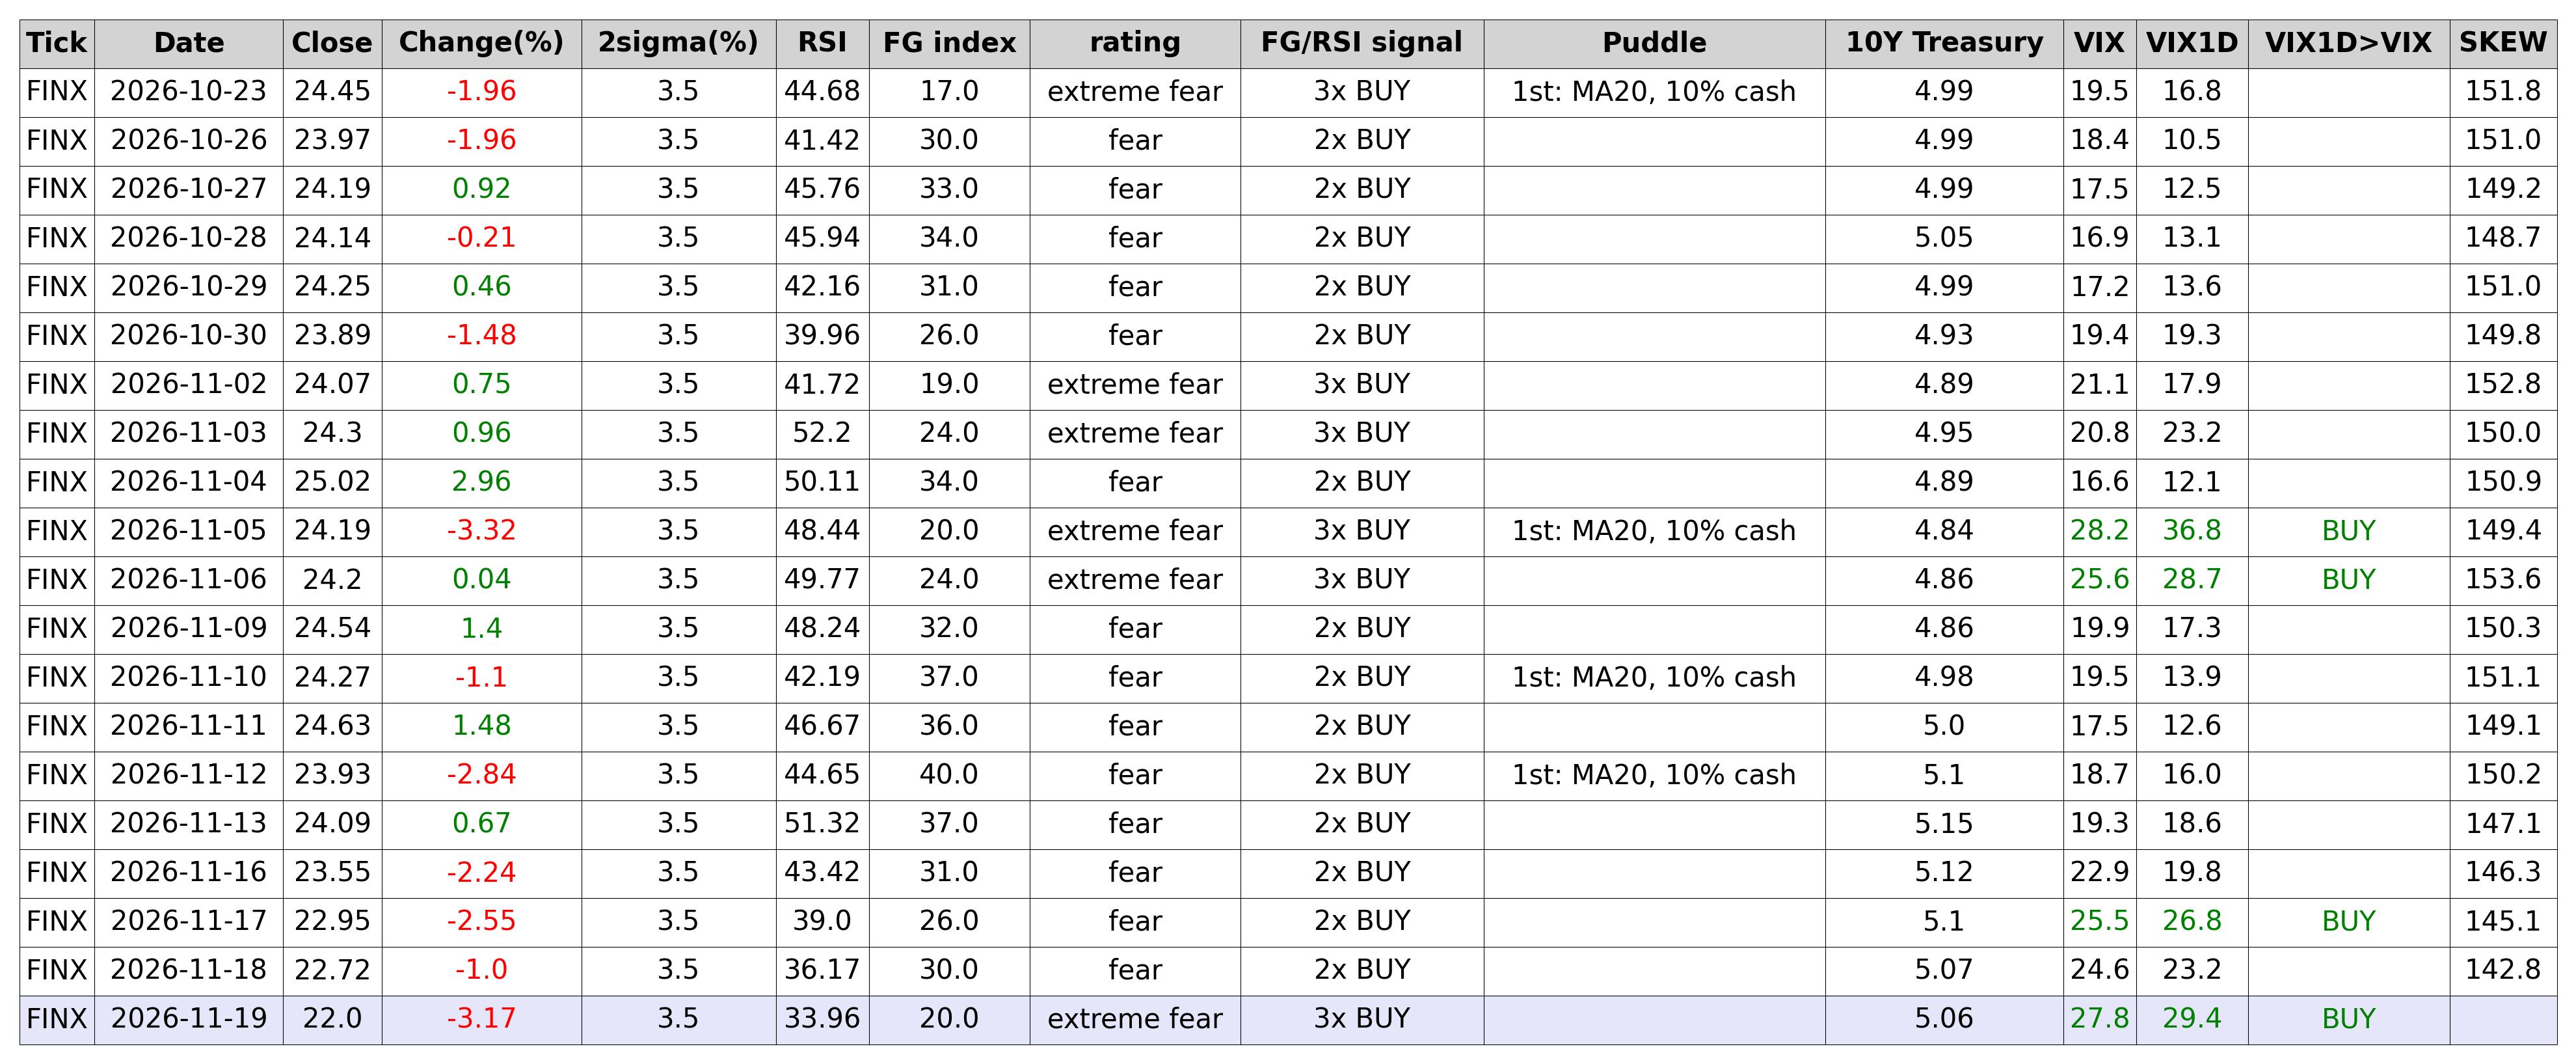 Tick Date Close Change(%) 2sigma(%) RSI FG index rating FG/RSI signal Puddle 10Y Treasury VIX VIX1D VIX1D>VIX SKEW
FINX 2026-10-23 24.45 -1.96 3.5 44.68 17.0 extreme fear 3x BUY 1st: MA20, 10% cash 4.99 19.5 16.8 151.8
FINX 2026-10-26 23.97 -1.96 3.5 41.42 30.0 fear 2x BUY 4.99 18.4 10.5 151.0
FINX 2026-10-27 24.19 0.92 3.5 45.76 33.0 fear 2x BUY 4.99 17.5 12.5 149.2
FINX 2026-10-28 24.14 -0.21 3.5 45.94 34.0 fear 2x BUY 5.05 16.9 13.1 148.7
FINX 2026-10-29 24.25 0.46 3.5 42.16 31.0 fear 2x BUY 4.99 17.2 13.6 151.0
FINX 2026-10-30 23.89 -1.48 3.5 39.96 26.0 fear 2x BUY 4.93 19.4 19.3 149.8
FINX 2026-11-02 24.07 0.75 3.5 41.72 19.0 extreme fear 3x BUY 4.89 21.1 17.9 152.8
FINX 2026-11-03 24.3 0.96 3.5 52.2 24.0 extreme fear 3x BUY 4.95 20.8 23.2 150.0
FINX 2026-11-04 25.02 2.96 3.5 50.11 34.0 fear 2x BUY 4.89 16.6 12.1 150.9
FINX 2026-11-05 24.19 -3.32 3.5 48.44 20.0 extreme fear 3x BUY 1st: MA20, 10% cash 4.84 28.2 36.8 BUY 149.4
FINX 2026-11-06 24.2 0.04 3.5 49.77 24.0 extreme fear 3x BUY 4.86 25.6 28.7 BUY 153.6
FINX 2026-11-09 24.54 1.4 3.5 48.24 32.0 fear 2x BUY 4.86 19.9 17.3 150.3
FINX 2026-11-10 24.27 -1.1 3.5 42.19 37.0 fear 2x BUY 1st: MA20, 10% cash 4.98 19.5 13.9 151.1
FINX 2026-11-11 24.63 1.48 3.5 46.67 36.0 fear 2x BUY 5.0 17.5 12.6 149.1
FINX 2026-11-12 23.93 -2.84 3.5 44.65 40.0 fear 2x BUY 1st: MA20, 10% cash 5.1 18.7 16.0 150.2
FINX 2026-11-13 24.09 0.67 3.5 51.32 37.0 fear 2x BUY 5.15 19.3 18.6 147.1
FINX 2026-11-16 23.55 -2.24 3.5 43.42 31.0 fear 2x BUY 5.12 22.9 19.8 146.3
FINX 2026-11-17 22.95 -2.55 3.5 39.0 26.0 fear 2x BUY 5.1 25.5 26.8 BUY 145.1
FINX 2026-11-18 22.72 -1.0 3.5 36.17 30.0 fear 2x BUY 5.07 24.6 23.2 142.8
FINX 2026-11-19 22.0 -3.17 3.5 33.96 20.0 extreme fear 3x BUY 5.06 27.8 29.4 BUY